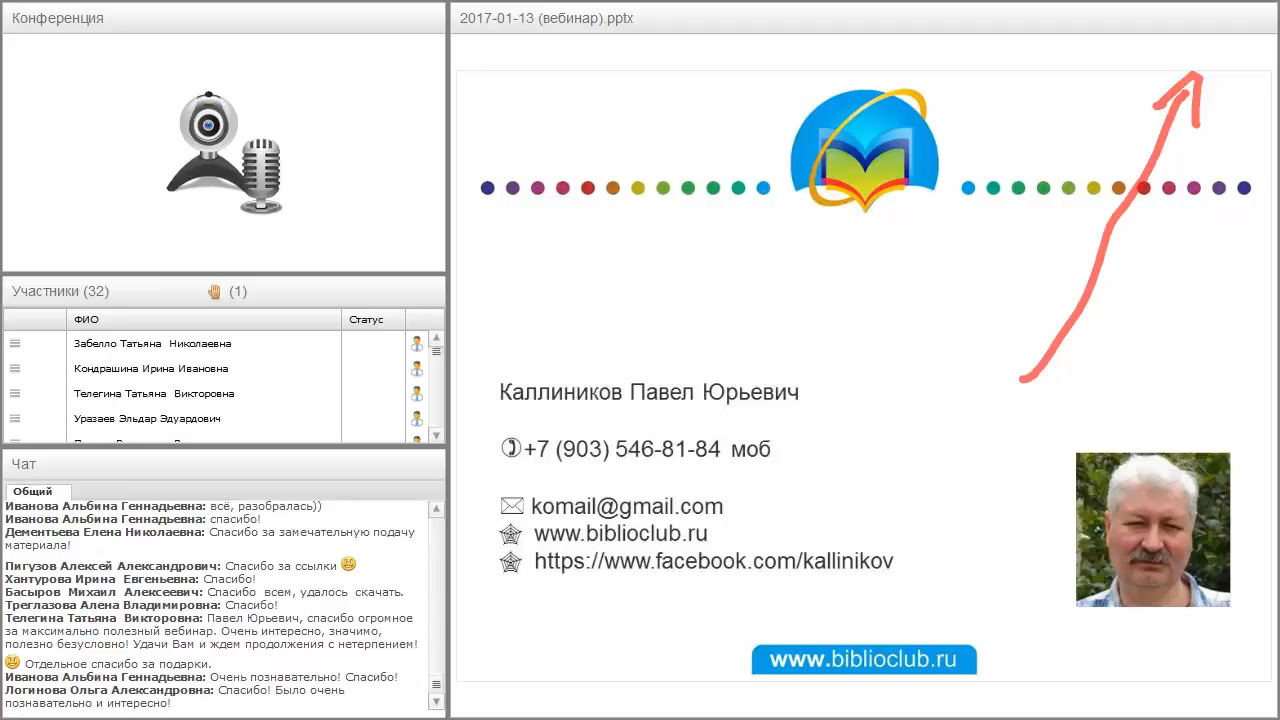 Конференция
2017-01-13 (вебинар).pptx
Участники (32)
(1)
ФИО
Статус
Забелло Татьяна Николаевна
Кондрашина Ирина Ивановна
Телегина Татьяна Викторовна
Уразаев Эльдар Эдуардович
Чат
Общий
Иванова Альбина Геннадьевна: всё, разобралась))
Иванова Альбина Геннадьевна: спасибо!
Дементьева Елена Николаевна: Спасибо за замечательную подачу
материала!
Пигузов Алексей Александрович: Спасибо за ссылки
Хантурова Ирина Евгеньевна: Спасибо!
Басыров Михаил Алексеевич: Спасибо всем, удалось скачать.
Треглазова Алена Владимировна: Спасибо!
Телегина Татьяна Викторовна: Павел Юрьевич, спасибо огромное
за максимально полезный вебинар. Очень интересно, значимо,
полезно безусловно! Удачи Вам и ждем продолжения с нетерпением!
Отдельное спасибо за подарки.
Иванова Альбина Геннадьевна: Очень познавательно! Спасибо!
Логинова Ольга Александровна: Спасибо! Было очень
познавательно и интересно!
Каллиников Павел Юрьевич
+7 (903) 546-81-84 моб
komail@gmail.com
www.biblioclub.ru
https://www.facebook.com/kallinikov
www.biblioclub.ru